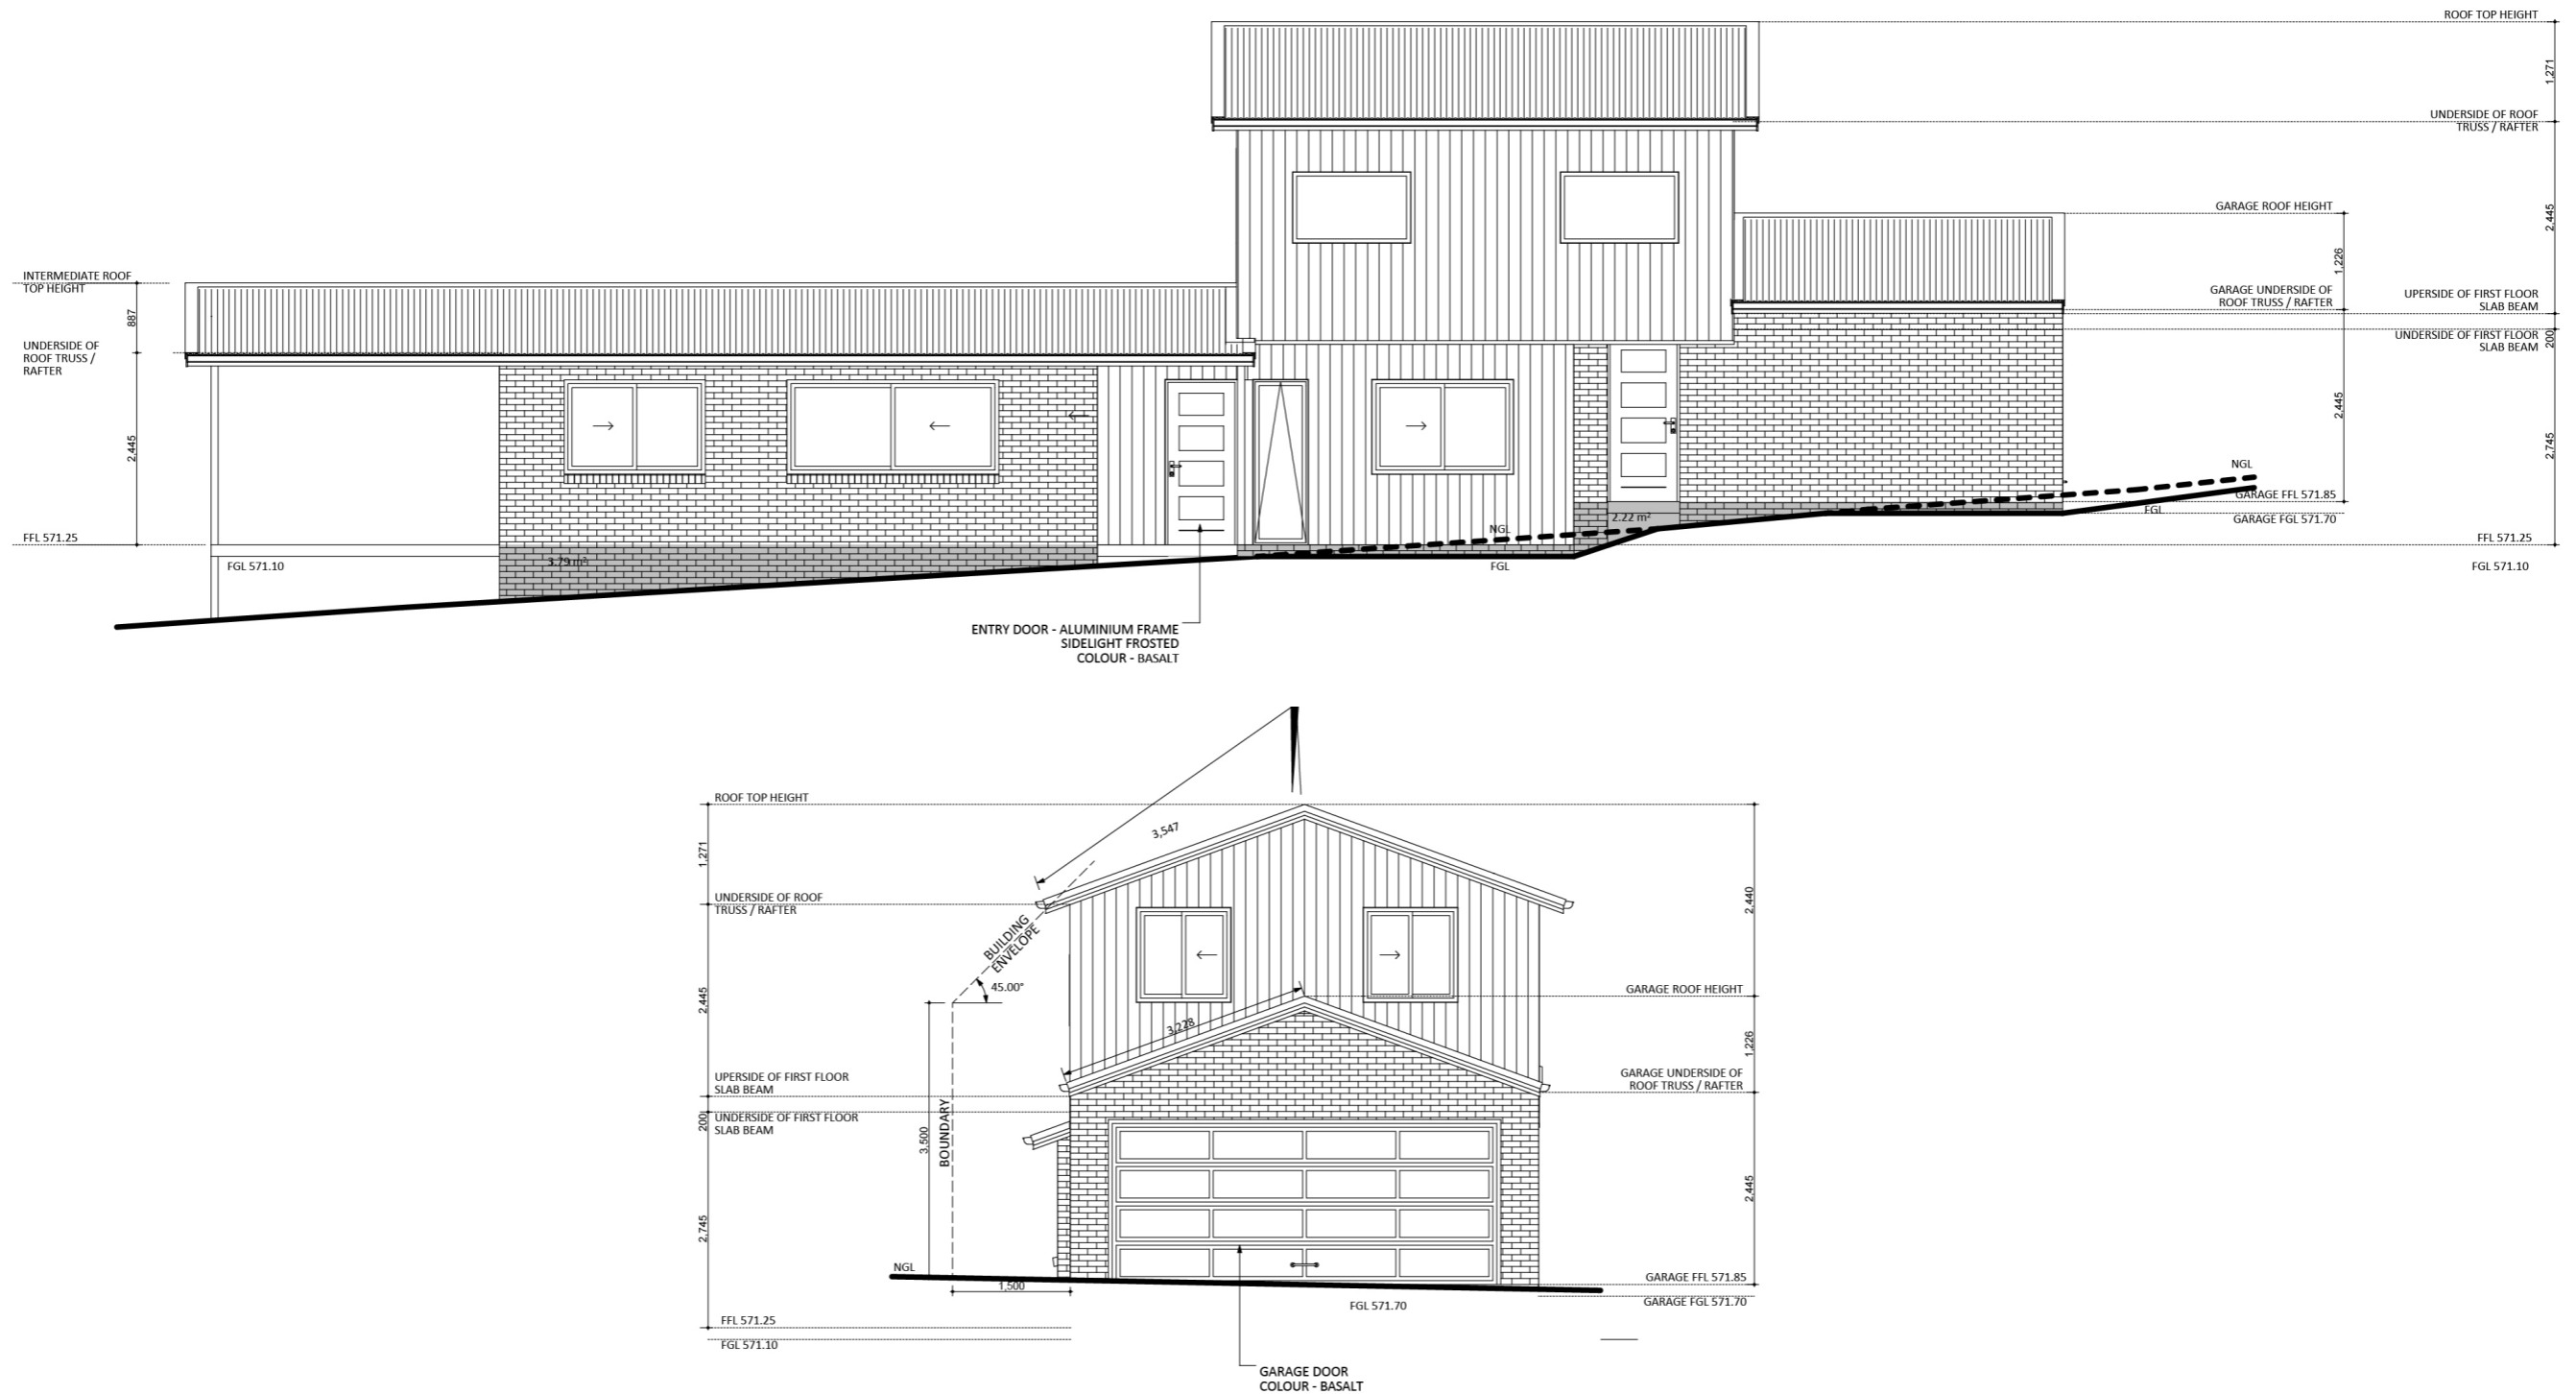 ROOF TOP HEIGHT
1,271
UNDERSIDE OF ROOF
TRUSS / RAFTER
2,445
GARAGE ROOF HEIGHT
1,226
GARAGE UNDERSIDE OF
ROOF TRUSS / RAFTER
UPERSIDE OF FIRST FLOOR
SLAB BEAM
200
UNDERSIDE OF FIRST FLOOR
SLAB BEAM
2,445
2,745
INTERMEDIATE ROOF
TOP HEIGHT
887
UNDERSIDE OF
ROOF TRUSS /
RAFTER
2,445
FFL 571.25
FGL 571.10
3.79 m²
2.22 m²
NGL
FGL
NGL
GARAGE FFL 571.85
FGL
GARAGE FGL 571.70
FFL 571.25
FGL 571.10
ENTRY DOOR - ALUMINIUM FRAME
SIDELIGHT FROSTED
COLOUR - BASALT
ROOF TOP HEIGHT
3,547
1,271
UNDERSIDE OF ROOF
TRUSS / RAFTER
2,440
BUILDING
ENVELOPE
45.00°
2,445
GARAGE ROOF HEIGHT
3,228
1,226
UPERSIDE OF FIRST FLOOR
SLAB BEAM
GARAGE UNDERSIDE OF
ROOF TRUSS / RAFTER
200
UNDERSIDE OF FIRST FLOOR
SLAB BEAM
3,500
BOUNDARY
2,445
2,745
NGL
1,500
GARAGE FFL 571.85
GARAGE FGL 571.70
FGL 571.70
FFL 571.25
FGL 571.10
GARAGE DOOR
COLOUR - BASALT